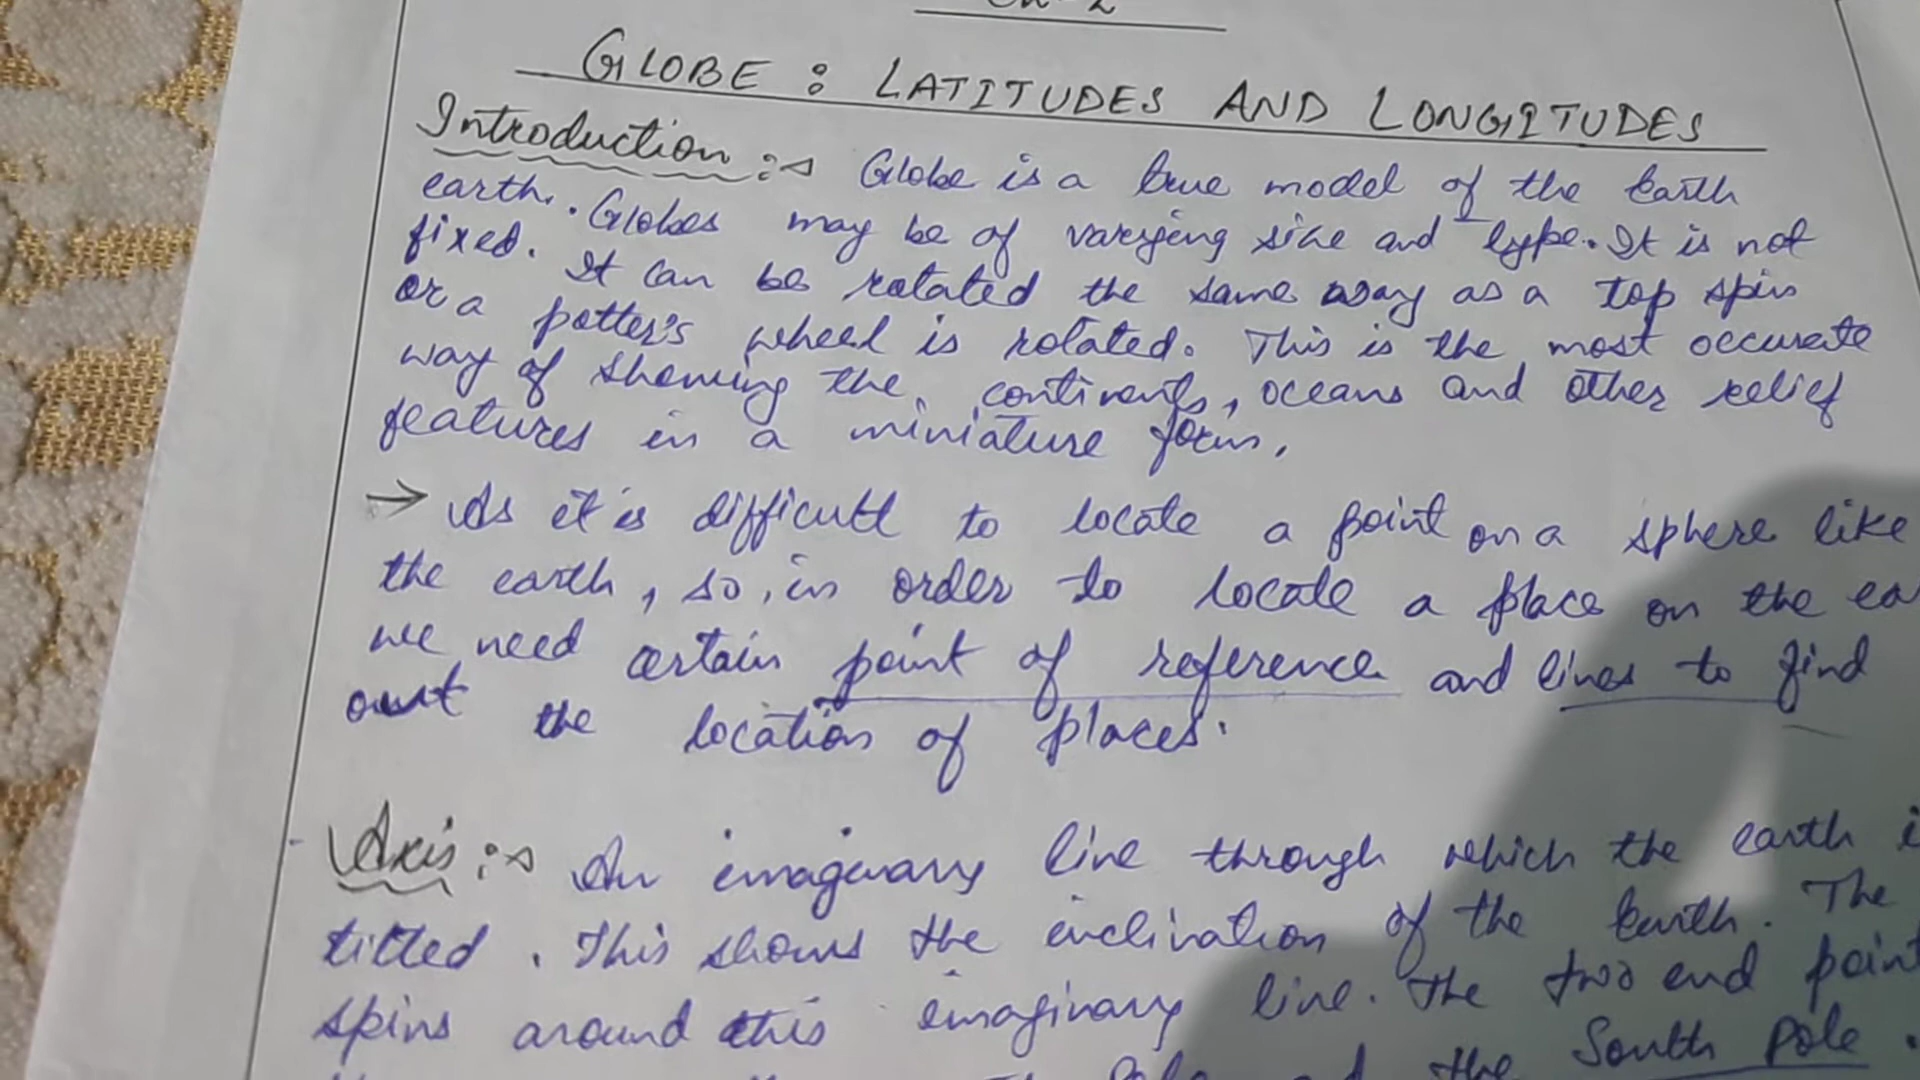 Ch-2
GLOBE : LATITUDES AND LONGITUDES
Introduction :→ Globe is a true model of the Earth
earth. Globes may be of varying size and type. It is not
fixed. It can be rotated the same way as a top spin
or a potter's wheel is rotated. This is the most accurate
way of showing the continents, oceans and other relief
features in a miniature form.
→ As it is difficult to locate a point on a sphere like
the earth, so, in order to locate a place on the ea
we need certain point of reference and lines to find
out the location of places.
Axis :→ An imaginary line through which the earth i
tilted. This shows the inclination of the Earth. The
spins around this imaginary line. The two end point
the South Pole.